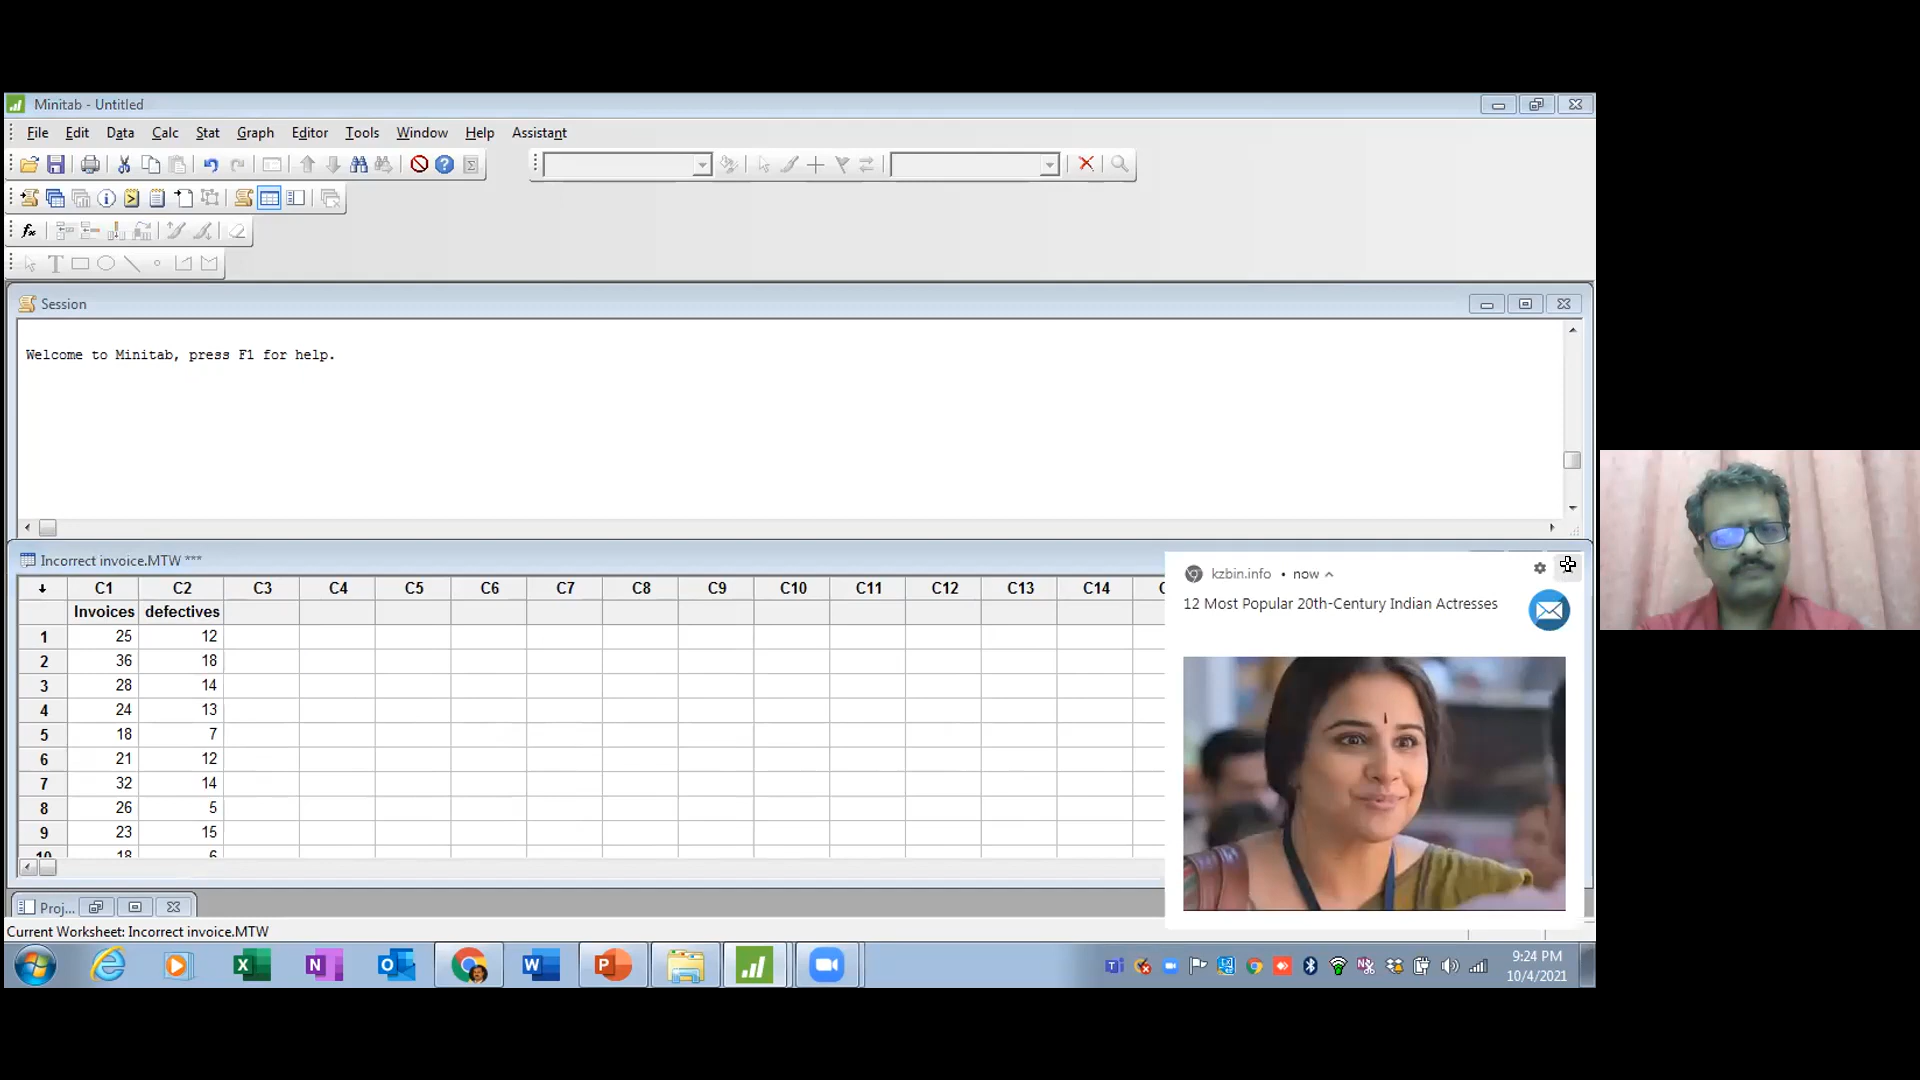 Minitab - Untitled
File Edit Data Calc Stat Graph Editor Tools Window Help Assistant
Session
Welcome to Minitab, press F1 for help.
Incorrect invoice.MTW ***
C1 C2 C3 C4 C5 C6 C7 C8 C9 C10 C11 C12 C13 C14
Invoices defectives
1 25 12
2 36 18
3 28 14
4 24 13
5 18 7
6 21 12
7 32 14
8 26 5
9 23 15
10 18 6
kzbin.info • now
12 Most Popular 20th-Century Indian Actresses
Proj...
Current Worksheet: Incorrect invoice.MTW
9:24 PM
10/4/2021